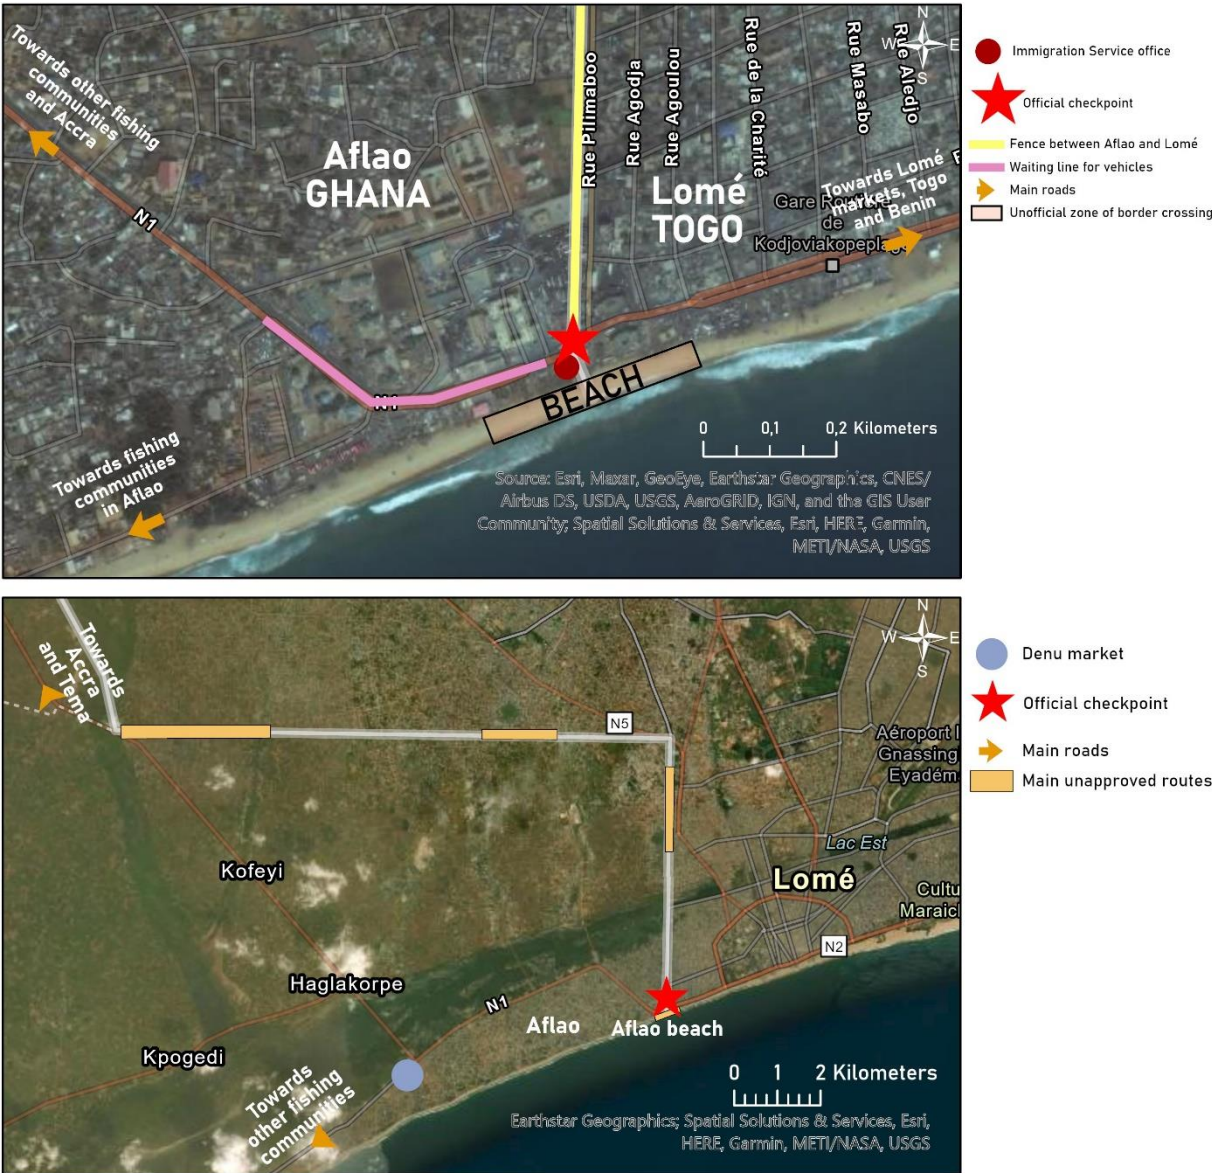 Towards other fishing
communities
and Accra
N1
Aflao
GHANA
Rue Pilimaboo
Rue Agodja
Rue Agoulou
Rue de la Charité
Rue Masabo
Rue Aledjo
N
W
E
S
Lomé
TOGO
Towards Lomé
markets, Togo
and Benin
de
N1
BEACH
0 0,1 0,2 Kilometers
Towards fishing
communities
in Aflao
Source: Esri, Maxar, GeoEye, Earthstar Geographics, CNES/
Airbus DS, USDA, USGS, AeroGRID, IGN, and the GIS User
Community; Spatial Solutions & Services, Esri, HERE, Garmin,
METI/NASA, USGS
Immigration Service office
Official checkpoint
Fence between Aflao and Lomé
Waiting line for vehicles
Main roads
Unofficial zone of border crossing
Towards
Accra
and Tema
N5
N
W
E
S
Aéroport I
Gnassing
Eyadém
Lac Est
Lomé
Cultu
Maraic
N2
Kofeyi
Haglakorpe
Kpogedi
N1
Aflao
Aflao beach
Towards
other fishing
communities
0 1 2 Kilometers
Earthstar Geographics; Spatial Solutions & Services, Esri,
HERE, Garmin, METI/NASA, USGS
Denu market
Official checkpoint
Main roads
Main unapproved routes